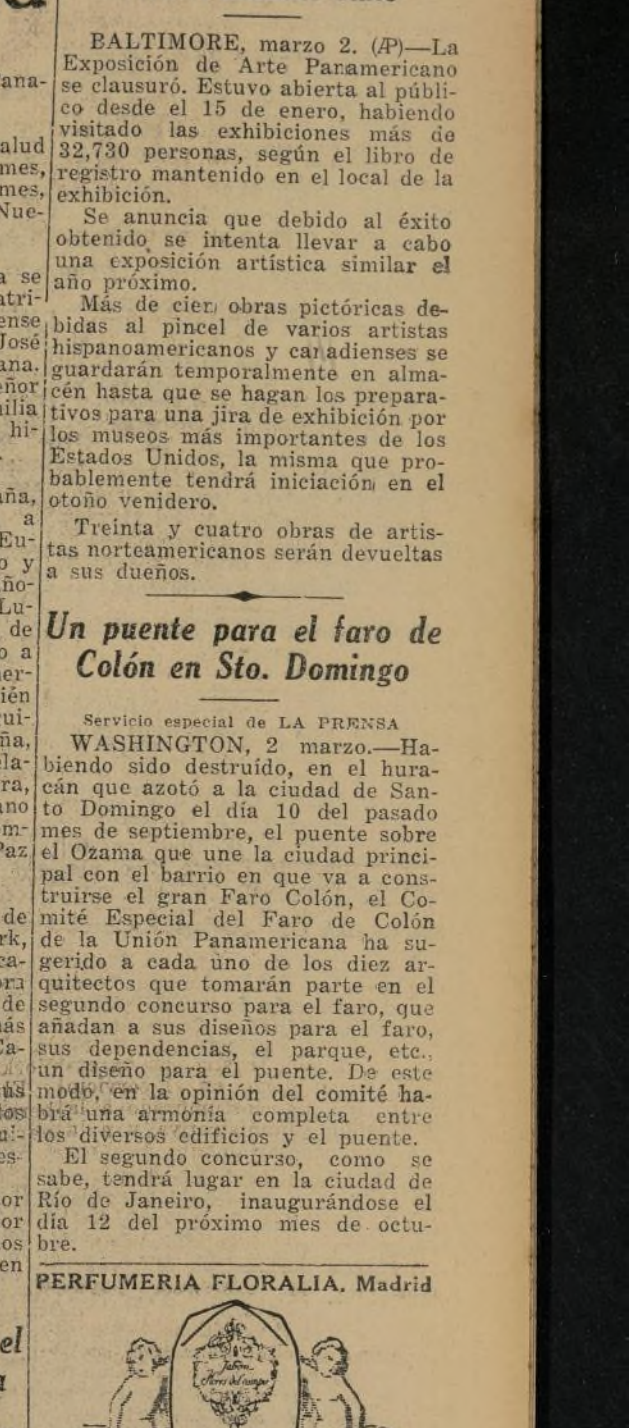 BALTIMORE, marzo 2. (AP)—La
Exposición de Arte Panamericano
se clausuró. Estuvo abierta al públi-
co desde el 15 de enero, habiendo
visitado las exhibiciones más de
32,730 personas, según el libro de
registro mantenido en el local de la
exhibición.
Se anuncia que debido al éxito
obtenido se intenta llevar a cabo
una exposición artística similar el
año próximo.
Más de cien obras pictóricas de-
bidas al pincel de varios artistas
hispanoamericanos y canadienses se
guardarán temporalmente en alma-
cén hasta que se hagan los prepara-
tivos para una jira de exhibición por
los museos más importantes de los
Estados Unidos, la misma que pro-
bablemente tendrá iniciación en el
otoño venidero.
Treinta y cuatro obras de artis-
tas norteamericanos serán devueltas
a sus dueños.
Un puente para el faro de
Colón en Sto. Domingo
Servicio especial de LA PRENSA
WASHINGTON, 2 marzo.—Ha-
biendo sido destruído, en el hura-
cán que azotó a la ciudad de San-
to Domingo el día 10 del pasado
mes de septiembre, el puente sobre
el Ozama que une la ciudad princi-
pal con el barrio en que va a cons-
truirse el gran Faro Colón, el Co-
mité Especial del Faro de Colón
de la Unión Panamericana ha su-
gerido a cada uno de los diez ar-
quitectos que tomarán parte en el
segundo concurso para el faro, que
añadan a sus diseños para el faro,
sus dependencias, el parque, etc.,
un diseño para el puente. De este
modo, en la opinión del comité ha-
brá una armonía completa entre
los diversos edificios y el puente.
El segundo concurso, como se
sabe, tendrá lugar en la ciudad de
Río de Janeiro, inaugurándose el
día 12 del próximo mes de octu-
bre.
PERFUMERIA FLORALIA. Madrid
Jabón
Flores del campo